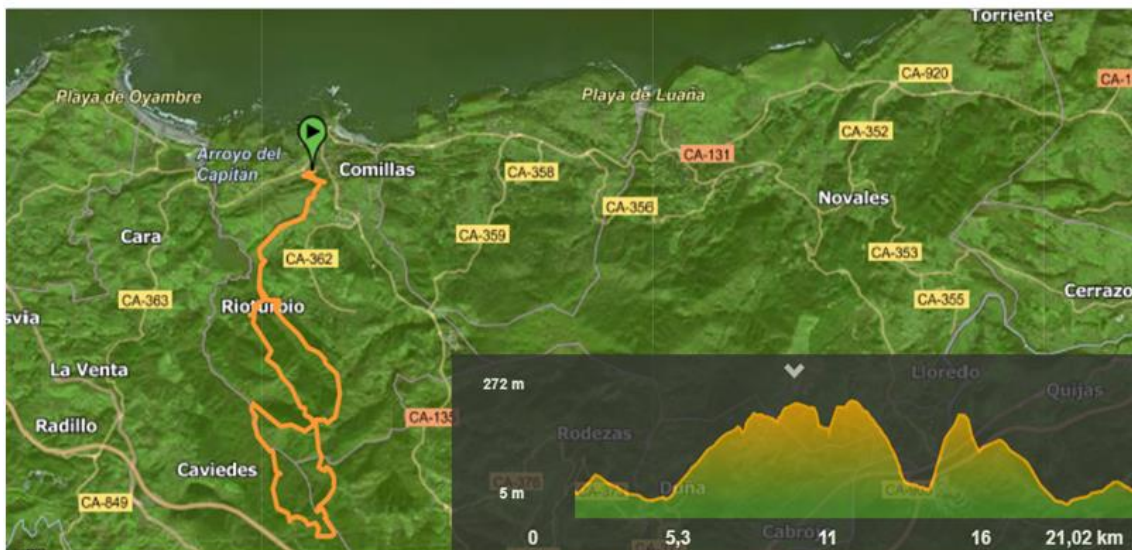 Torriente
CA-920
CA-1
Playa de Oyambre
Playa de Luaña
CA-352
Arroyo del
Capitán
Comillas
CA-131
CA-358
Novales
CA-356
Cara
CA-359
CA-362
CA-353
CA-363
CA-355
Cerrazo
Rioturbio
svia
La Venta
272 m
Lloredo
Quijas
CA-135
Radillo
Rodezas
Caviedes
CA-849
5 m
Duña
0
5,3
11
16
21,02 km